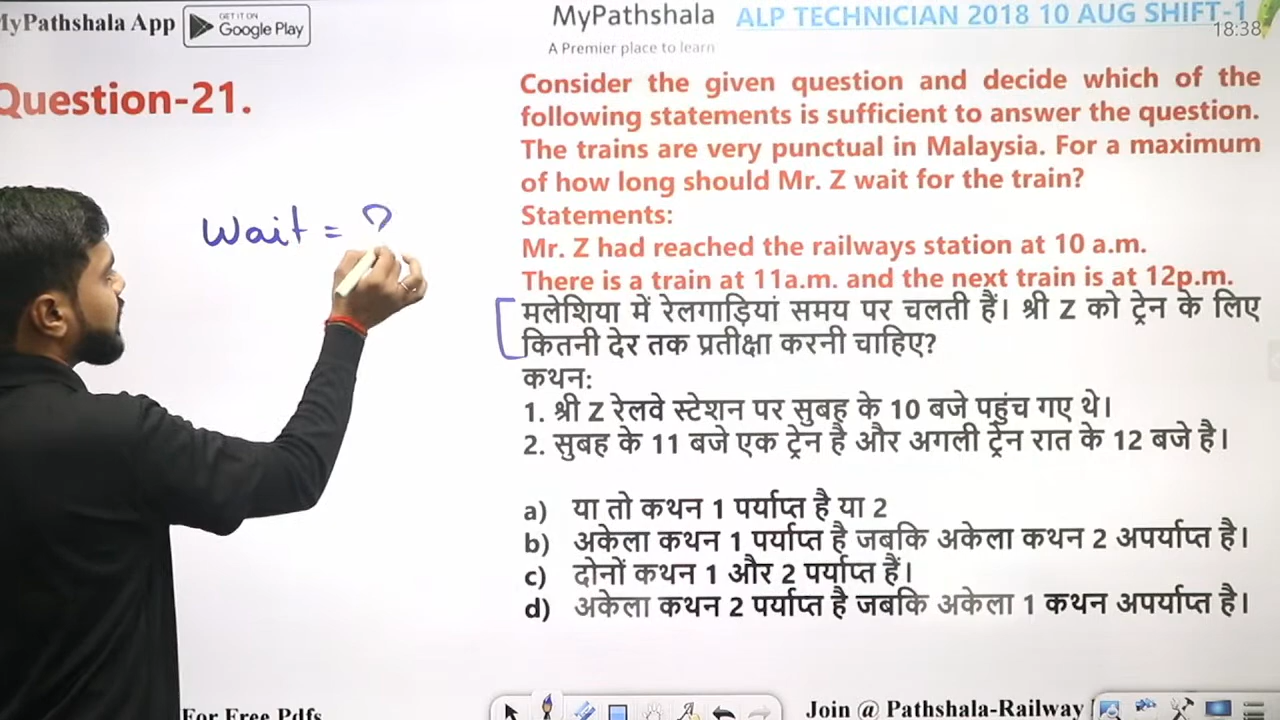 MyPathshala App
GET IT ON
Google Play
MyPathshala
A Premier place to learn
ALP TECHNICIAN 2018 10 AUG SHIFT-1
18:38
Question-21.
Consider the given question and decide which of the
following statements is sufficient to answer the question.
The trains are very punctual in Malaysia. For a maximum
of how long should Mr. Z wait for the train?
Statements:
Mr. Z had reached the railways station at 10 a.m.
There is a train at 11a.m. and the next train is at 12p.m.
Wait = ?
मलेशिया में रेलगाड़ियां समय पर चलती हैं। श्री Z को ट्रेन के लिए
कितनी देर तक प्रतीक्षा करनी चाहिए?
कथन:
1. श्री Z रेलवे स्टेशन पर सुबह के 10 बजे पहुंच गए थे।
2. सुबह के 11 बजे एक ट्रेन है और अगली ट्रेन रात के 12 बजे है।
a) या तो कथन 1 पर्याप्त है या 2
b) अकेला कथन 1 पर्याप्त है जबकि अकेला कथन 2 अपर्याप्त है।
c) दोनों कथन 1 और 2 पर्याप्त हैं।
d) अकेला कथन 2 पर्याप्त है जबकि अकेला 1 कथन अपर्याप्त है।
For Free Pdfs
Join @ Pathshala-Railway